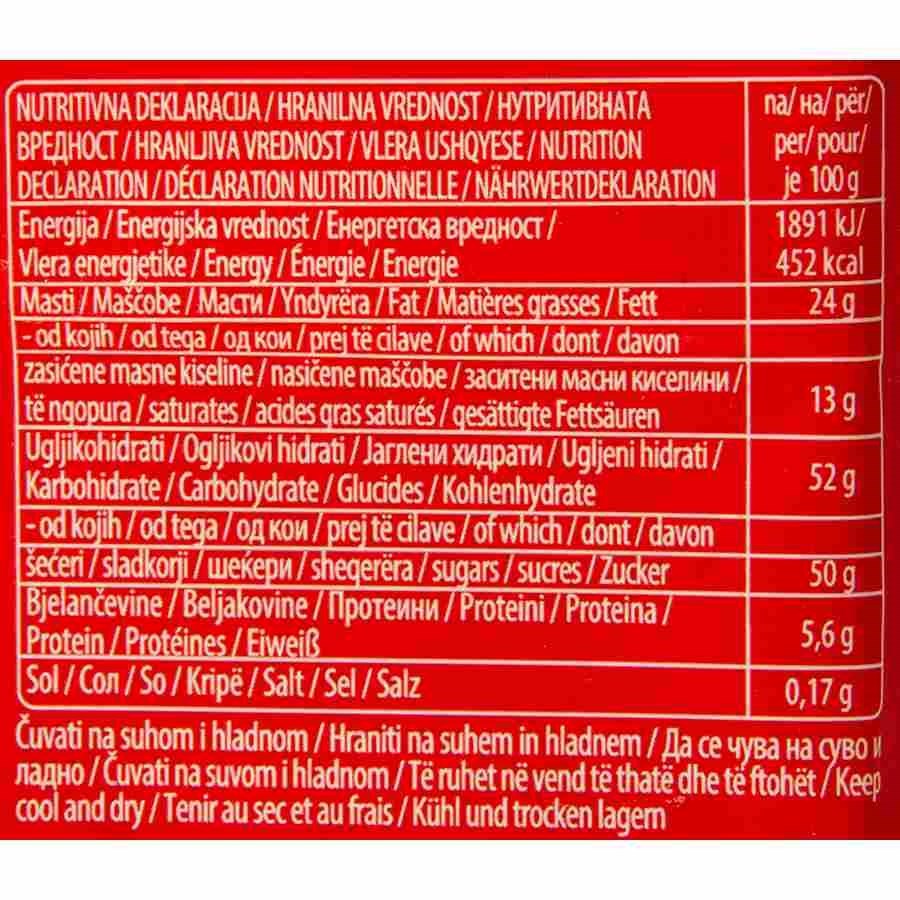 NUTRITIVNA DEKLARACIJA / HRANILNA VREDNOST / НУТРИТИВНАТА
ВРЕДНОСТ / HRANLJIVA VREDNOST / VLERA USHQYESE / NUTRITION
DECLARATION / DÉCLARATION NUTRITIONNELLE / NÄHRWERTDEKLARATION
na/ на/ për/
per/ pour/
je 100 g
Energija / Energijska vrednost / Енергетска вредност /
Vlera energjetike / Energy / Énergie / Energie
1891 kJ/
452 kcal
Masti / Maščobe / Масти / Yndyrëra / Fat / Matières grasses / Fett
24 g
- od kojih / od tega / од кои / prej të cilave / of which / dont / davon
zasićene masne kiseline / nasičene maščobe / заситени масни киселини /
të ngopura / saturates / acides gras saturés / gesättigte Fettsäuren
13 g
Ugljikohidrati / Ogljikovi hidrati / Јаглени хидрати / Ugljeni hidrati /
Karbohidrate / Carbohydrate / Glucides / Kohlenhydrate
52 g
- od kojih / od tega / од кои / prej të cilave / of which / dont / davon
šećeri / sladkorji / шеќери / sheqerëra / sugars / sucres / Zucker
50 g
Bjelančevine / Beljakovine / Протеини / Proteini / Proteina /
Protein / Protéines / Eiweiß
5,6 g
Sol / Сол / So / Kripë / Salt / Sel / Salz
0,17 g
Čuvati na suhom i hladnom / Hraniti na suhem in hladnem / Да се чува на суво и
ладно / Čuvati na suvom i hladnom / Të ruhet në vend të thatë dhe të ftohët / Keep
cool and dry / Tenir au sec et au frais / Kühl und trocken lagern